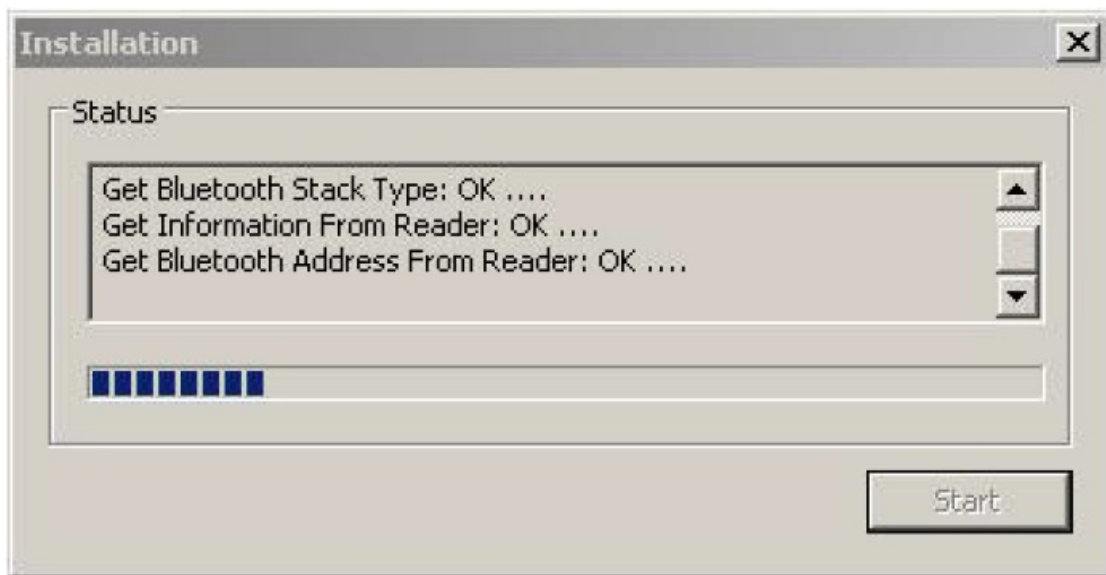 Installation
Status
Get Bluetooth Stack Type: OK ....
Get Information From Reader: OK ....
Get Bluetooth Address From Reader: OK ....
Start